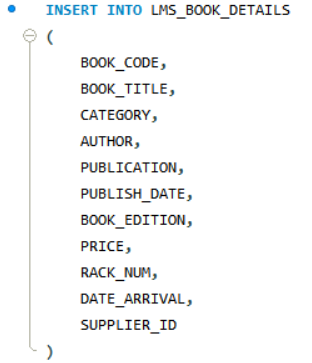 INSERT INTO LMS_BOOK_DETAILS
(
BOOK_CODE,
BOOK_TITLE,
CATEGORY,
AUTHOR,
PUBLICATION,
PUBLISH_DATE,
BOOK_EDITION,
PRICE,
RACK_NUM,
DATE_ARRIVAL,
SUPPLIER_ID
)